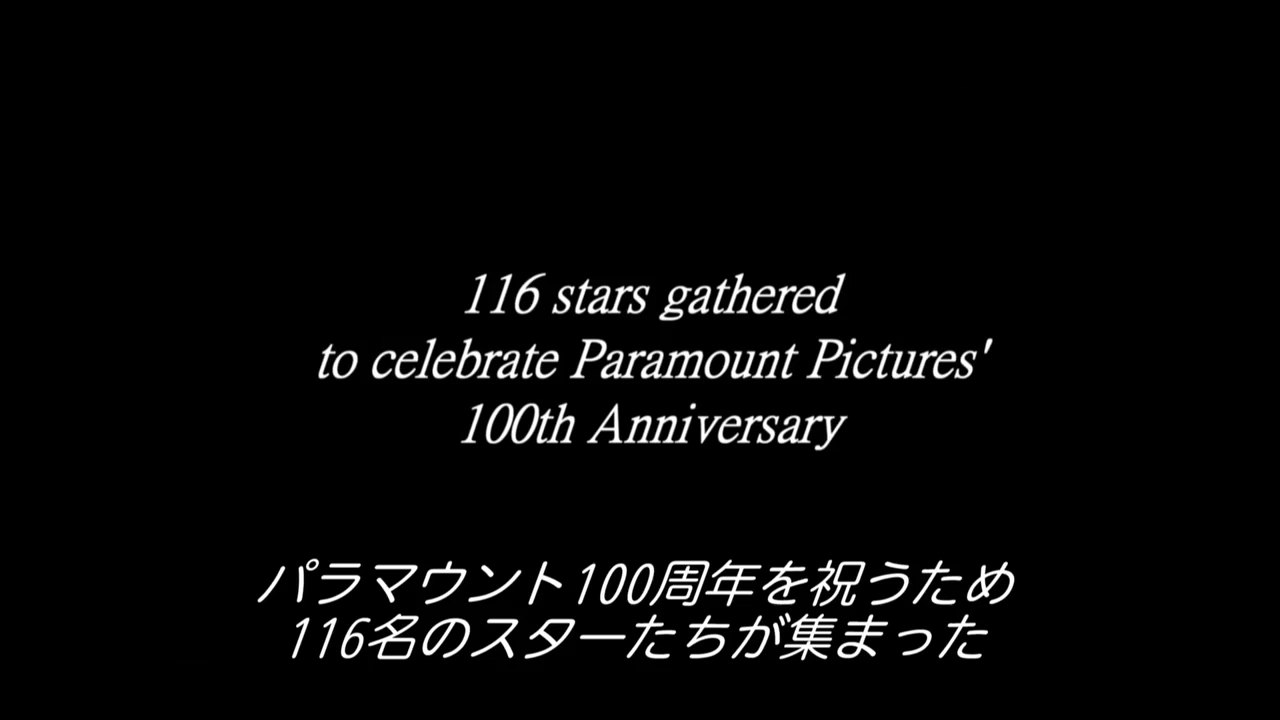 116 stars gathered
to celebrate Paramount Pictures'
100th Anniversary
パラマウント100周年を祝うため
116名のスターたちが集まった